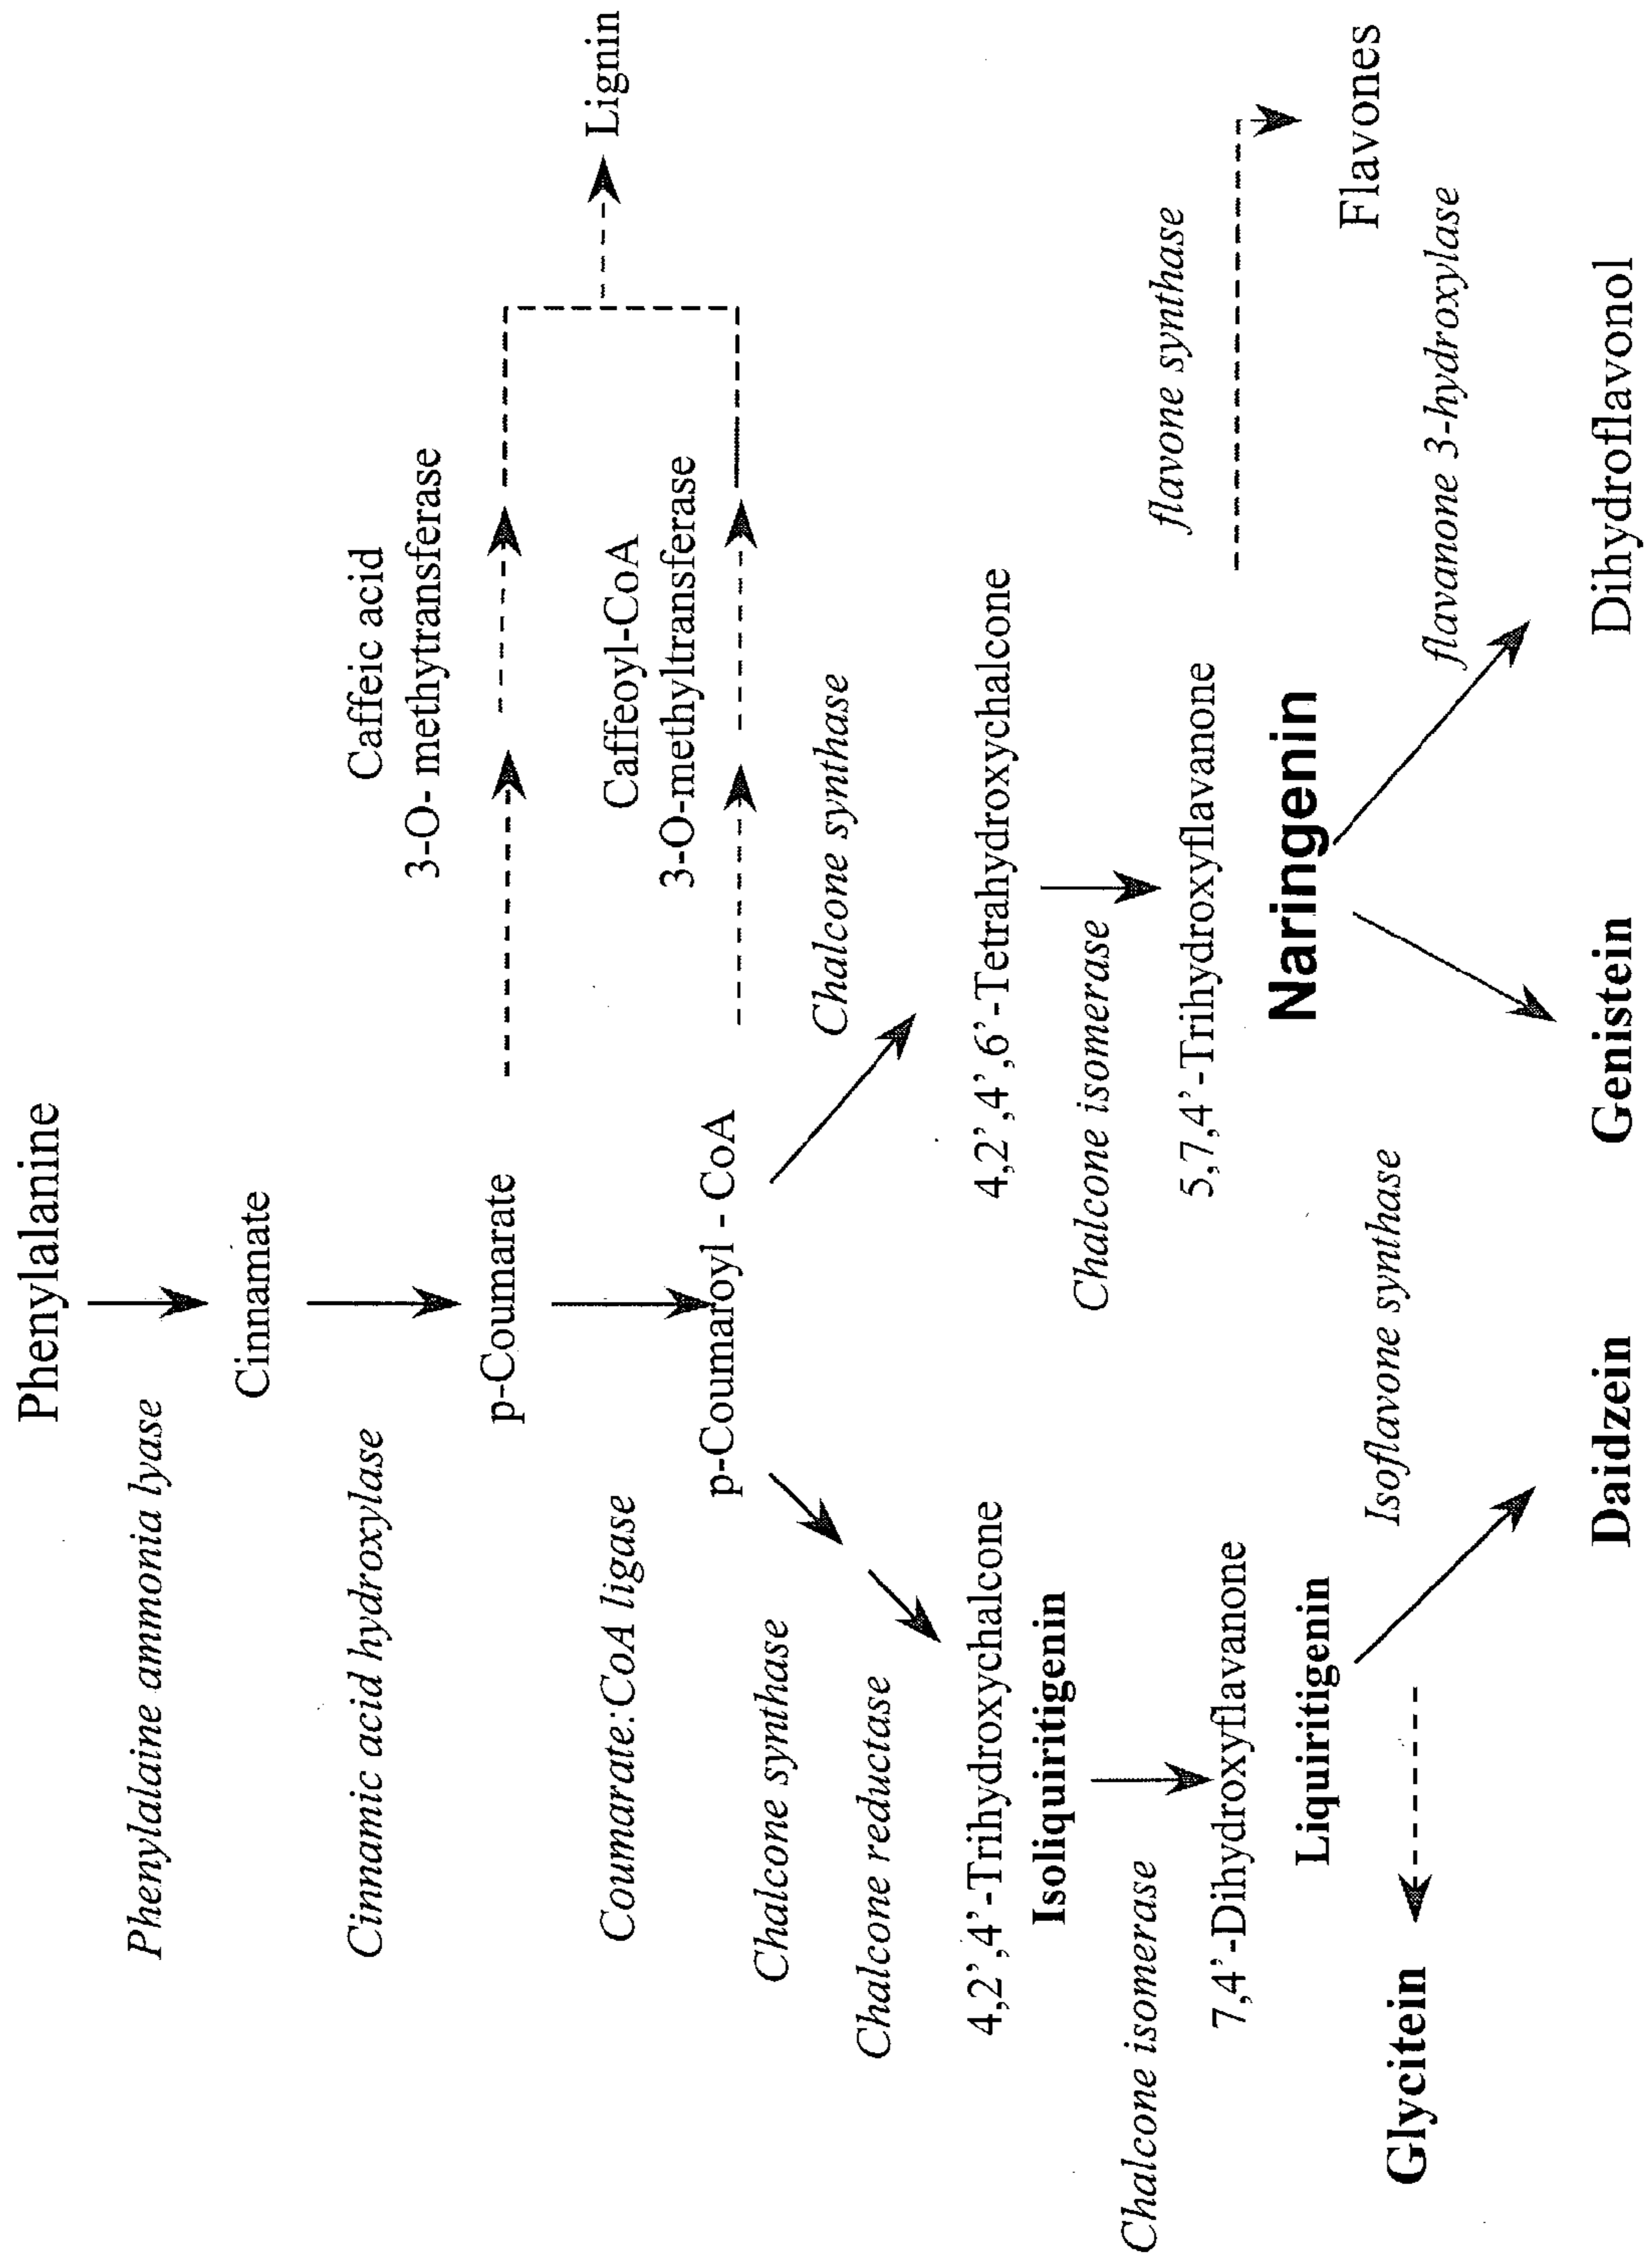 Phenylalanine
Phenylalaine ammonia lyase
Cinnamate
Cinnamic acid hydroxylase
Caffeic acid
3-O- methytransferase
p-Coumarate
Lignin
Coumarate:CoA ligase
Caffeoyl-CoA
3-O-methyltransferase
p-Coumaroyl - CoA
Chalcone synthase
Chalcone synthase
Chalcone reductase
4,2',4'-Trihydroxychalcone
Isoliquiritigenin
4,2',4',6'-Tetrahydroxychalcone
Chalcone isomerase
Chalcone isomerase
flavone synthase
7,4'-Dihydroxyflavanone
Liquiritigenin
5,7,4'-Trihydroxyflavanone
Naringenin
Flavones
Glycitein
Isoflavone synthase
flavanone 3-hydroxylase
Daidzein
Genistein
Dihydroflavonol